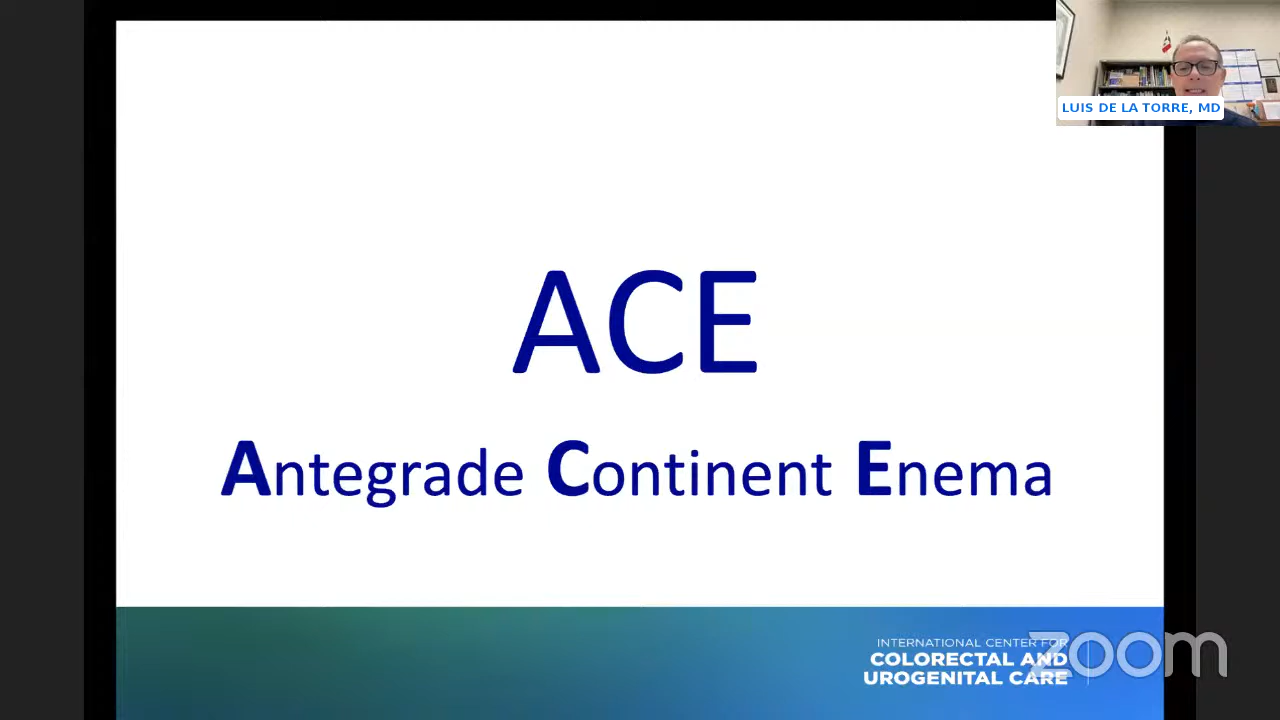 LUIS DE LA TORRE, MD
ACE
Antegrade Continent Enema
INTERNATIONAL CENTER FOR
COLORECTAL AND
UROGENITAL CARE
zoom